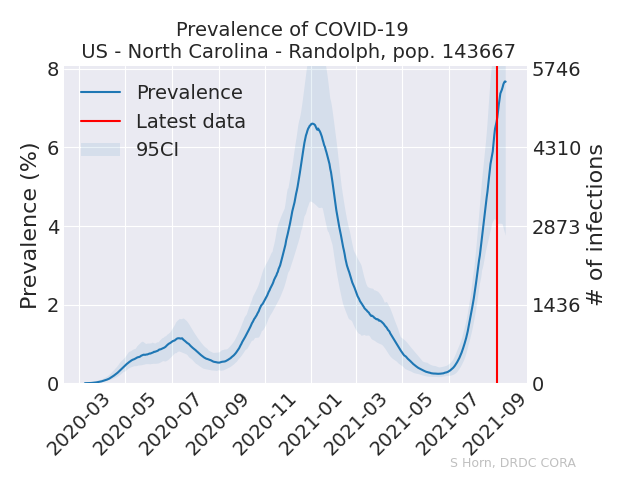 Prevalence of COVID-19
US - North Carolina - Randolph, pop. 143667
Prevalence (%)
8
6
4
2
0
Prevalence
Latest data
95CI
5746
4310
2873
1436
0
# of infections
2020-03
2020-05
2020-07
2020-09
2020-11
2021-01
2021-03
2021-05
2021-07
2021-09
S Horn, DRDC CORA